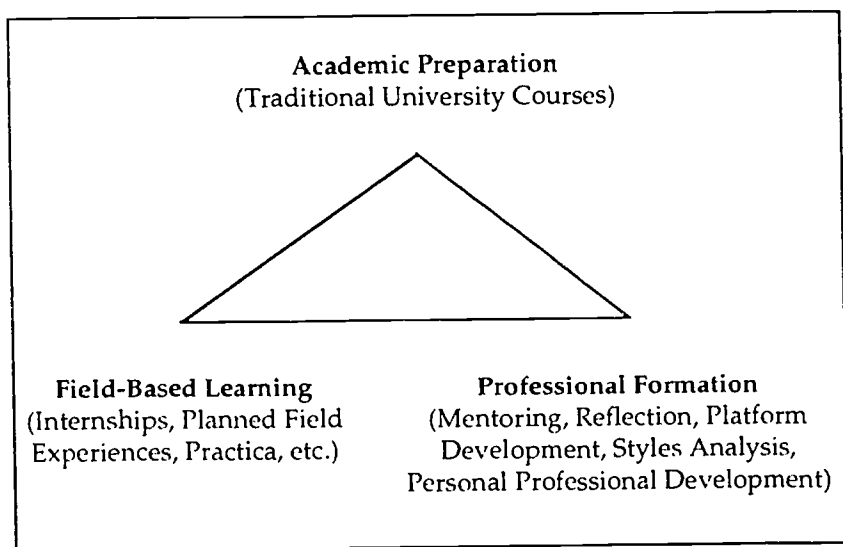 Academic Preparation
(Traditional University Courses)
Field-Based Learning
(Internships, Planned Field
Experiences, Practica, etc.)
Professional Formation
(Mentoring, Reflection, Platform
Development, Styles Analysis,
Personal Professional Development)